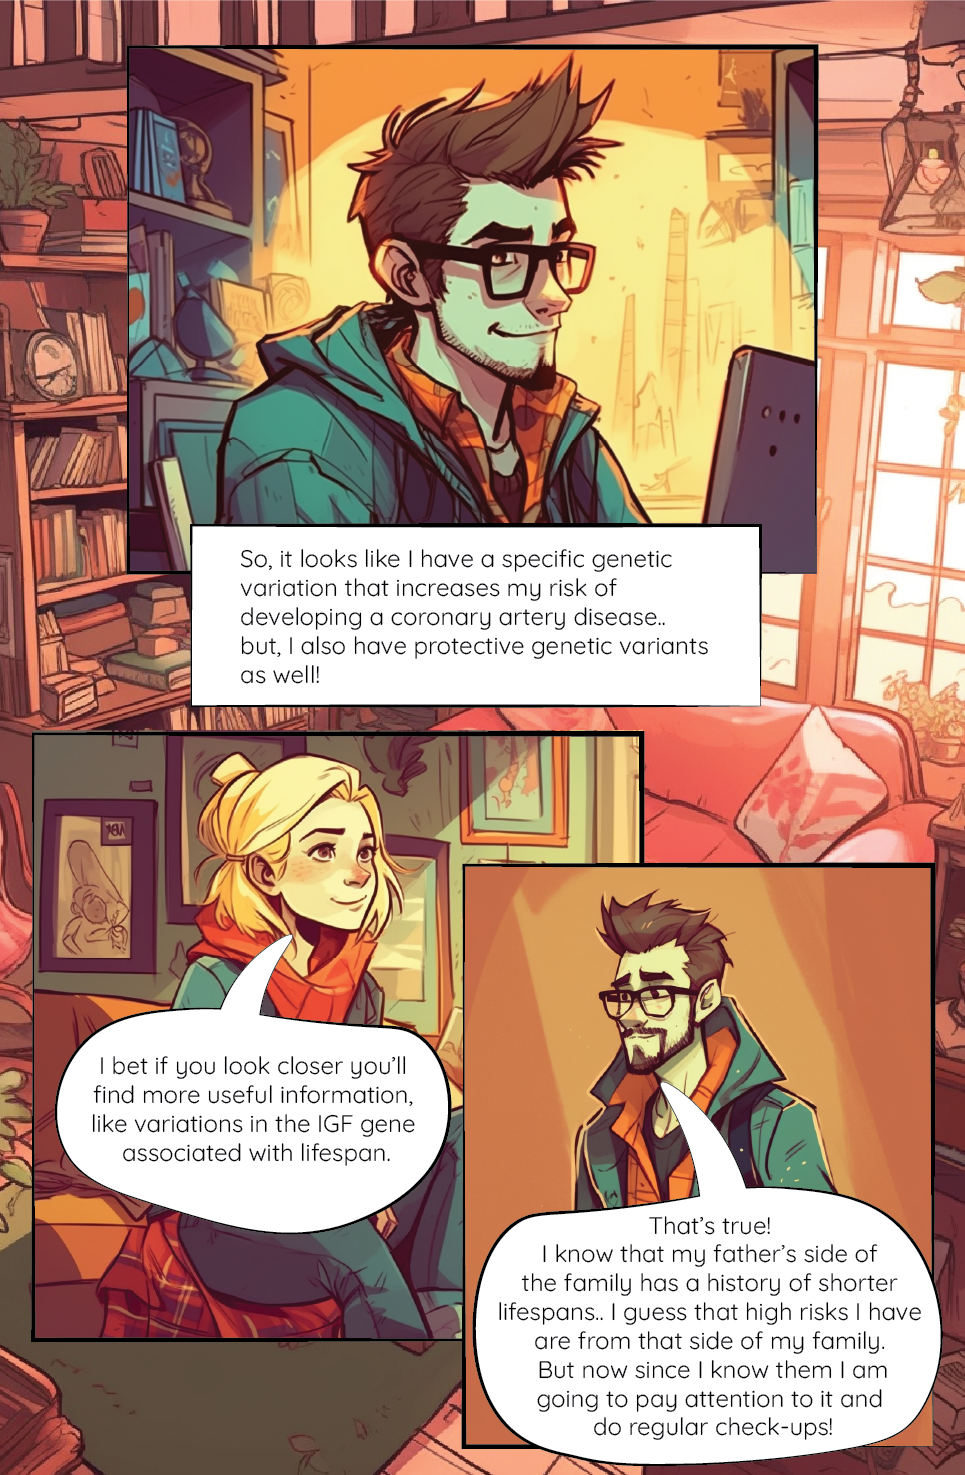 So, it looks like I have a specific genetic
variation that increases my risk of
developing a coronary artery disease..
but, I also have protective genetic variants
as well!
I bet if you look closer you'll
find more useful information,
like variations in the IGF gene
associated with lifespan.
That's true!
I know that my father's side of
the family has a history of shorter
lifespans.. I guess that high risks I have
are from that side of my family.
But now since I know them I am
going to pay attention to it and
do regular check-ups!